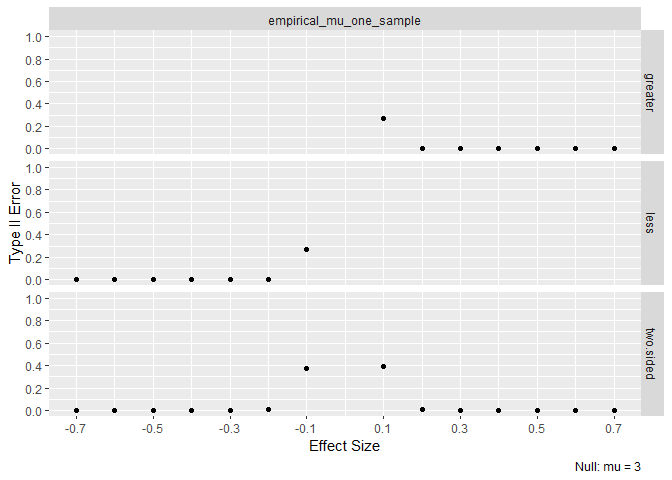 empirical_mu_one_sample
1.0
0.8
0.6
0.4
0.2
0.0
greater
1.0
0.8
0.6
0.4
0.2
0.0
less
1.0
0.8
0.6
0.4
0.2
0.0
two.sided
Type II Error
-0.7 -0.5 -0.3 -0.1 0.1 0.3 0.5 0.7
Effect Size
Null: mu = 3